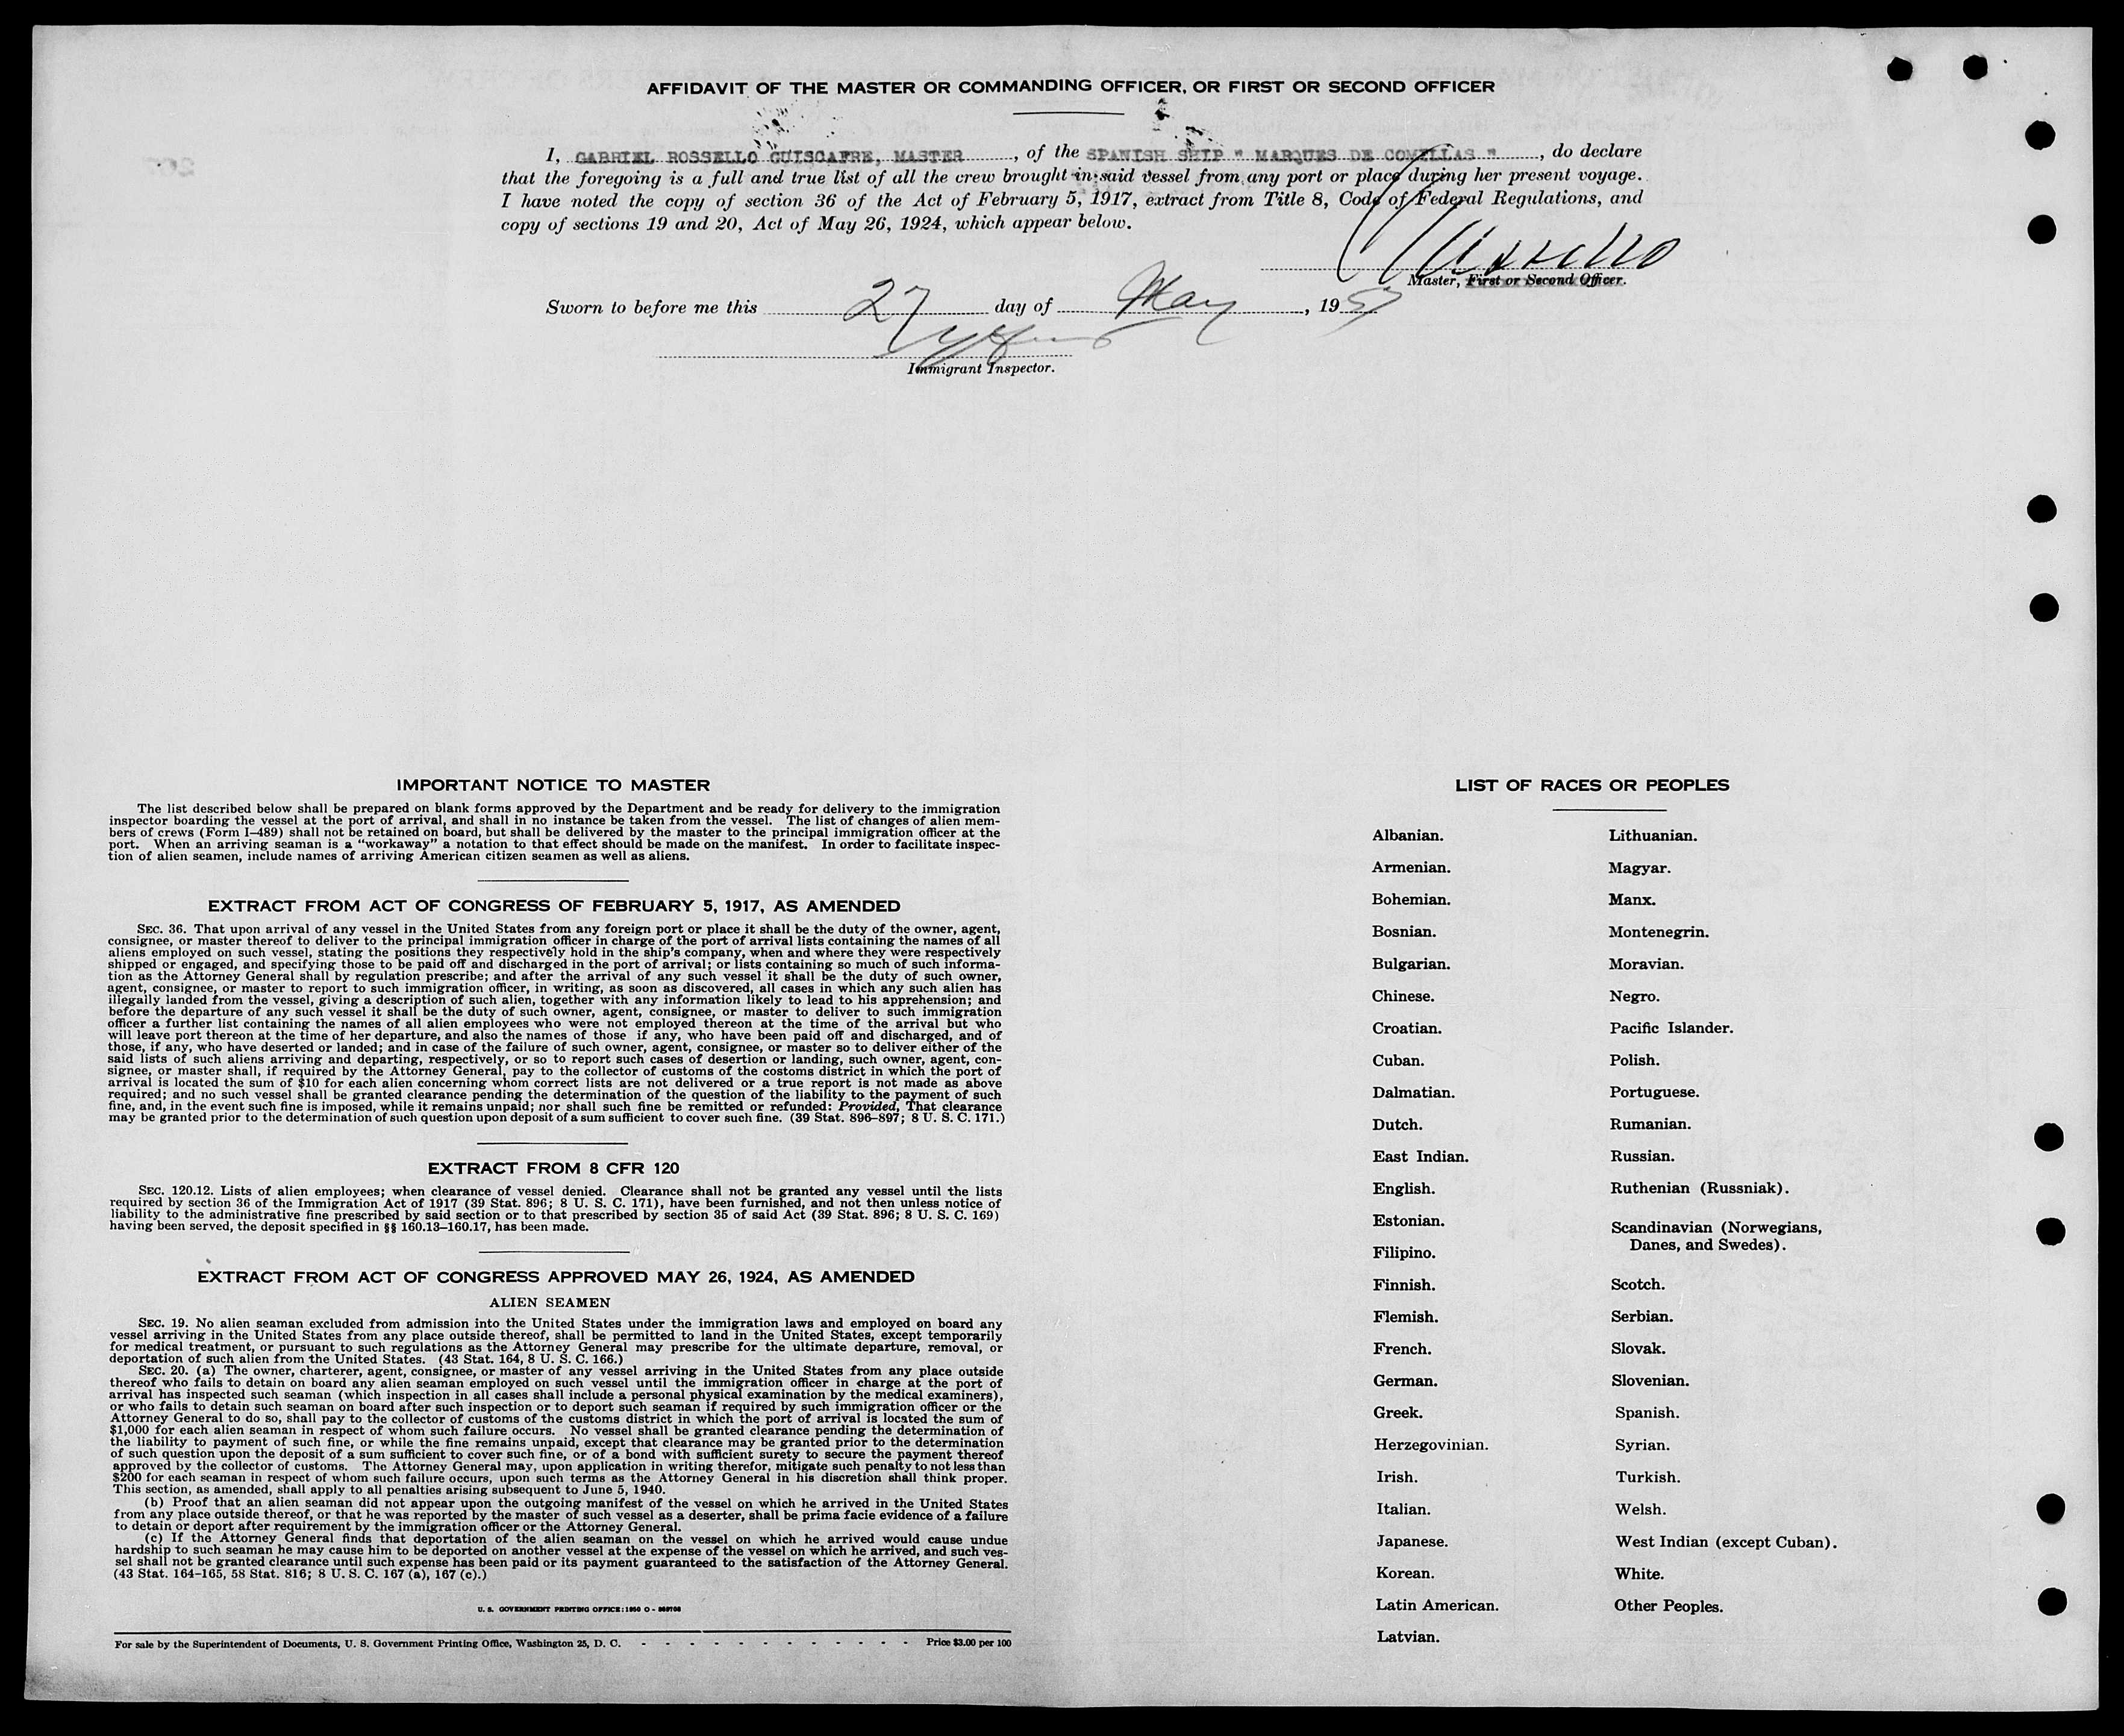 AFFIDAVIT OF THE MASTER OR COMMANDING OFFICER, OR FIRST OR SECOND OFFICER
I, GABRIEL ROSSELLO GUISCAFRE, MASTER, of the SPANISH SHIP " MARQUES DE COMILLAS ", do declare
that the foregoing is a full and true list of all the crew brought in said vessel from any port or place during her present voyage.
I have noted the copy of section 36 of the Act of February 5, 1917, extract from Title 8, Code of Federal Regulations, and
copy of sections 19 and 20, Act of May 26, 1924, which appear below.
Master, First or Second Officer.
Sworn to before me this 27 day of May, 19
Immigrant Inspector.
IMPORTANT NOTICE TO MASTER
The list described below shall be prepared on blank forms approved by the Department and be ready for delivery to the immigration
inspector boarding the vessel at the port of arrival, and shall in no instance be taken from the vessel. The list of changes of alien mem-
bers of crews (Form I-489) shall not be retained on board, but shall be delivered by the master to the principal immigration officer at the
port. When an arriving seaman is a "workaway" a notation to that effect should be made on the manifest. In order to facilitate inspec-
tion of alien seamen, include names of arriving American citizen seamen as well as aliens.
EXTRACT FROM ACT OF CONGRESS OF FEBRUARY 5, 1917, AS AMENDED
SEC. 36. That upon arrival of any vessel in the United States from any foreign port or place it shall be the duty of the owner, agent,
consignee, or master thereof to deliver to the principal immigration officer in charge of the port of arrival lists containing the names of all
aliens employed on such vessel, stating the positions they respectively hold in the ship's company, when and where they were respectively
shipped or engaged, and specifying those to be paid off and discharged in the port of arrival; or lists containing so much of such informa-
tion as the Attorney General shall by regulation prescribe; and after the arrival of any such vessel it shall be the duty of such owner,
agent, consignee, or master to report to such immigration officer, in writing, as soon as discovered, all cases in which any such alien has
illegally landed from the vessel, giving a description of such alien, together with any information likely to lead to his apprehension; and
before the departure of any such vessel it shall be the duty of such owner, agent, consignee, or master to deliver to such immigration
officer a further list containing the names of all alien employees who were not employed thereon at the time of the arrival but who
will leave port thereon at the time of her departure, and also the names of those if any, who have been paid off and discharged, and of
those, if any, who have deserted or landed; and in case of the failure of such owner, agent, consignee, or master so to deliver either of the
said lists of such aliens arriving and departing, respectively, or so to report such cases of desertion or landing, such owner, agent, con-
signee, or master shall, if required by the Attorney General, pay to the collector of customs of the costoms district in which the port of
arrival is located the sum of $10 for each alien concerning whom correct lists are not delivered or a true report is not made as above
required; and no such vessel shall be granted clearance pending the determination of the question of the liability to the payment of such
fine, and, in the event such fine is imposed, while it remains unpaid; nor shall such fine be remitted or refunded: Provided, That clearance
may be granted prior to the determination of such question upon deposit of a sum sufficient to cover such fine. (39 Stat. 896-897; 8 U. S. C. 171.)
EXTRACT FROM 8 CFR 120
SEC. 120.12. Lists of alien employees; when clearance of vessel denied. Clearance shall not be granted any vessel until the lists
required by section 36 of the Immigration Act of 1917 (39 Stat. 896; 8 U. S. C. 171), have been furnished, and not then unless notice of
liability to the administrative fine prescribed by said section or to that prescribed by section 35 of said Act (39 Stat. 896; 8 U. S. C. 169)
having been served, the deposit specified in §§ 160.13-160.17, has been made.
EXTRACT FROM ACT OF CONGRESS APPROVED MAY 26, 1924, AS AMENDED
ALIEN SEAMEN
SEC. 19. No alien seaman excluded from admission into the United States under the immigration laws and employed on board any
vessel arriving in the United States from any place outside thereof, shall be permitted to land in the United States, except temporarily
for medical treatment, or pursuant to such regulations as the Attorney General may prescribe for the ultimate departure, removal, or
deportation of such alien from the United States. (43 Stat. 164, 8 U. S. C. 166.)
SEC. 20. (a) The owner, charterer, agent, consignee, or master of any vessel arriving in the United States from any place outside
thereof who fails to detain on board any alien seaman employed on such vessel until the immigration officer in charge at the port of
arrival has inspected such seaman (which inspection in all cases shall include a personal physical examination by the medical examiners),
or who fails to detain such seaman on board after such inspection or to deport such seaman if required by such immigration officer or the
Attorney General to do so, shall pay to the collector of customs of the customs district in which the port of arrival is located the sum of
$1,000 for each alien seaman in respect of whom such failure occurs. No vessel shall be granted clearance pending the determination of
the liability to payment of such fine, or while the fine remains unpaid, except that clearance may be granted prior to the determination
of such question upon the deposit of a sum sufficient to cover such fine, or of a bond with sufficient surety to secure the payment thereof
approved by the collector of customs. The Attorney General may, upon application in writing therefor, mitigate such penalty to not less than
$200 for each seaman in respect of whom such failure occurs, upon such terms as the Attorney General in his discretion shall think proper.
This section, as amended, shall apply to all penalties arising subsequent to June 5, 1940.
(b) Proof that an alien seaman did not appear upon the outgoing manifest of the vessel on which he arrived in the United States
from any place outside thereof, or that he was reported by the master of such vessel as a deserter, shall be prima facie evidence of a failure
to detain or deport after requirement by the immigration officer or the Attorney General.
(c) If the Attorney General finds that deportation of the alien seaman on the vessel on which he arrived would cause undue
hardship to such seaman he may cause him to be deported on another vessel at the expense of the vessel on which he arrived, and such ves-
sel shall not be granted clearance until such expense has been paid or its payment guaranteed to the satisfaction of the Attorney General.
(43 Stat. 164-165, 58 Stat. 816; 8 U. S. C. 167 (a), 167 (c).)
U. S. GOVERNMENT PRINTING OFFICE: 1950 O -
For sale by the Superintendent of Documents, U. S. Government Printing Office, Washington 25, D. C. - - - - - - - - - - - - Price $3.00 per 100
LIST OF RACES OR PEOPLES
Albanian.
Armenian.
Bohemian.
Bosnian.
Bulgarian.
Chinese.
Croatian.
Cuban.
Dalmatian.
Dutch.
East Indian.
English.
Estonian.
Filipino.
Finnish.
Flemish.
French.
German.
Greek.
Herzegovinian.
Irish.
Italian.
Japanese.
Korean.
Latin American.
Latvian.
Lithuanian.
Magyar.
Manx.
Montenegrin.
Moravian.
Negro.
Pacific Islander.
Polish.
Portuguese.
Rumanian.
Russian.
Ruthenian (Russniak).
Scandinavian (Norwegians,
Danes, and Swedes).
Scotch.
Serbian.
Slovak.
Slovenian.
Spanish.
Syrian.
Turkish.
Welsh.
West Indian (except Cuban).
White.
Other Peoples.